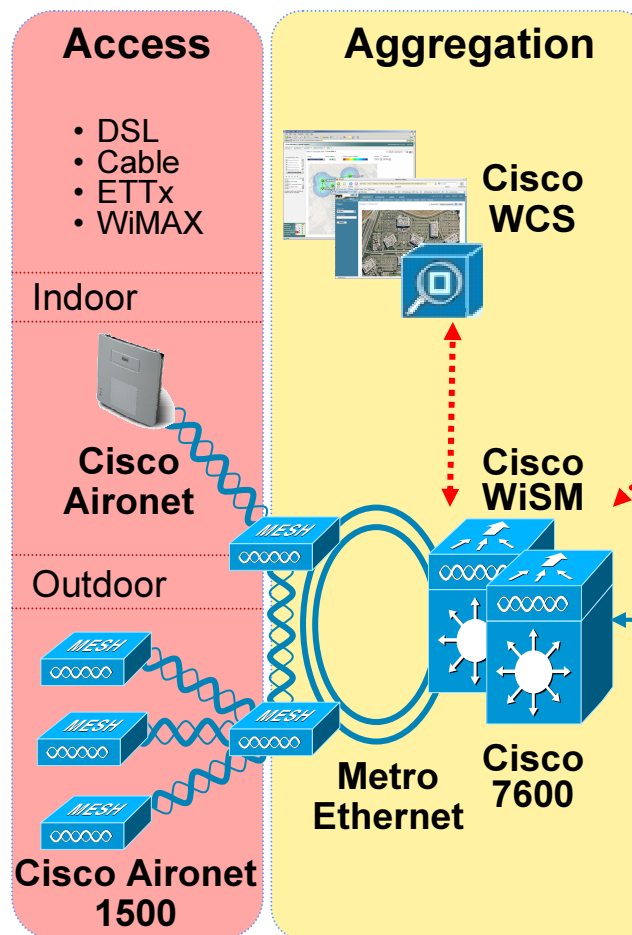 Access
• DSL
• Cable
• ETTx
• WiMAX
Indoor
Cisco
Aironet
Outdoor
MESH
MESH
MESH
MESH
MESH
Cisco Aironet
1500
Aggregation
Cisco
WCS
Cisco
WiSM
Metro
Ethernet
Cisco
7600